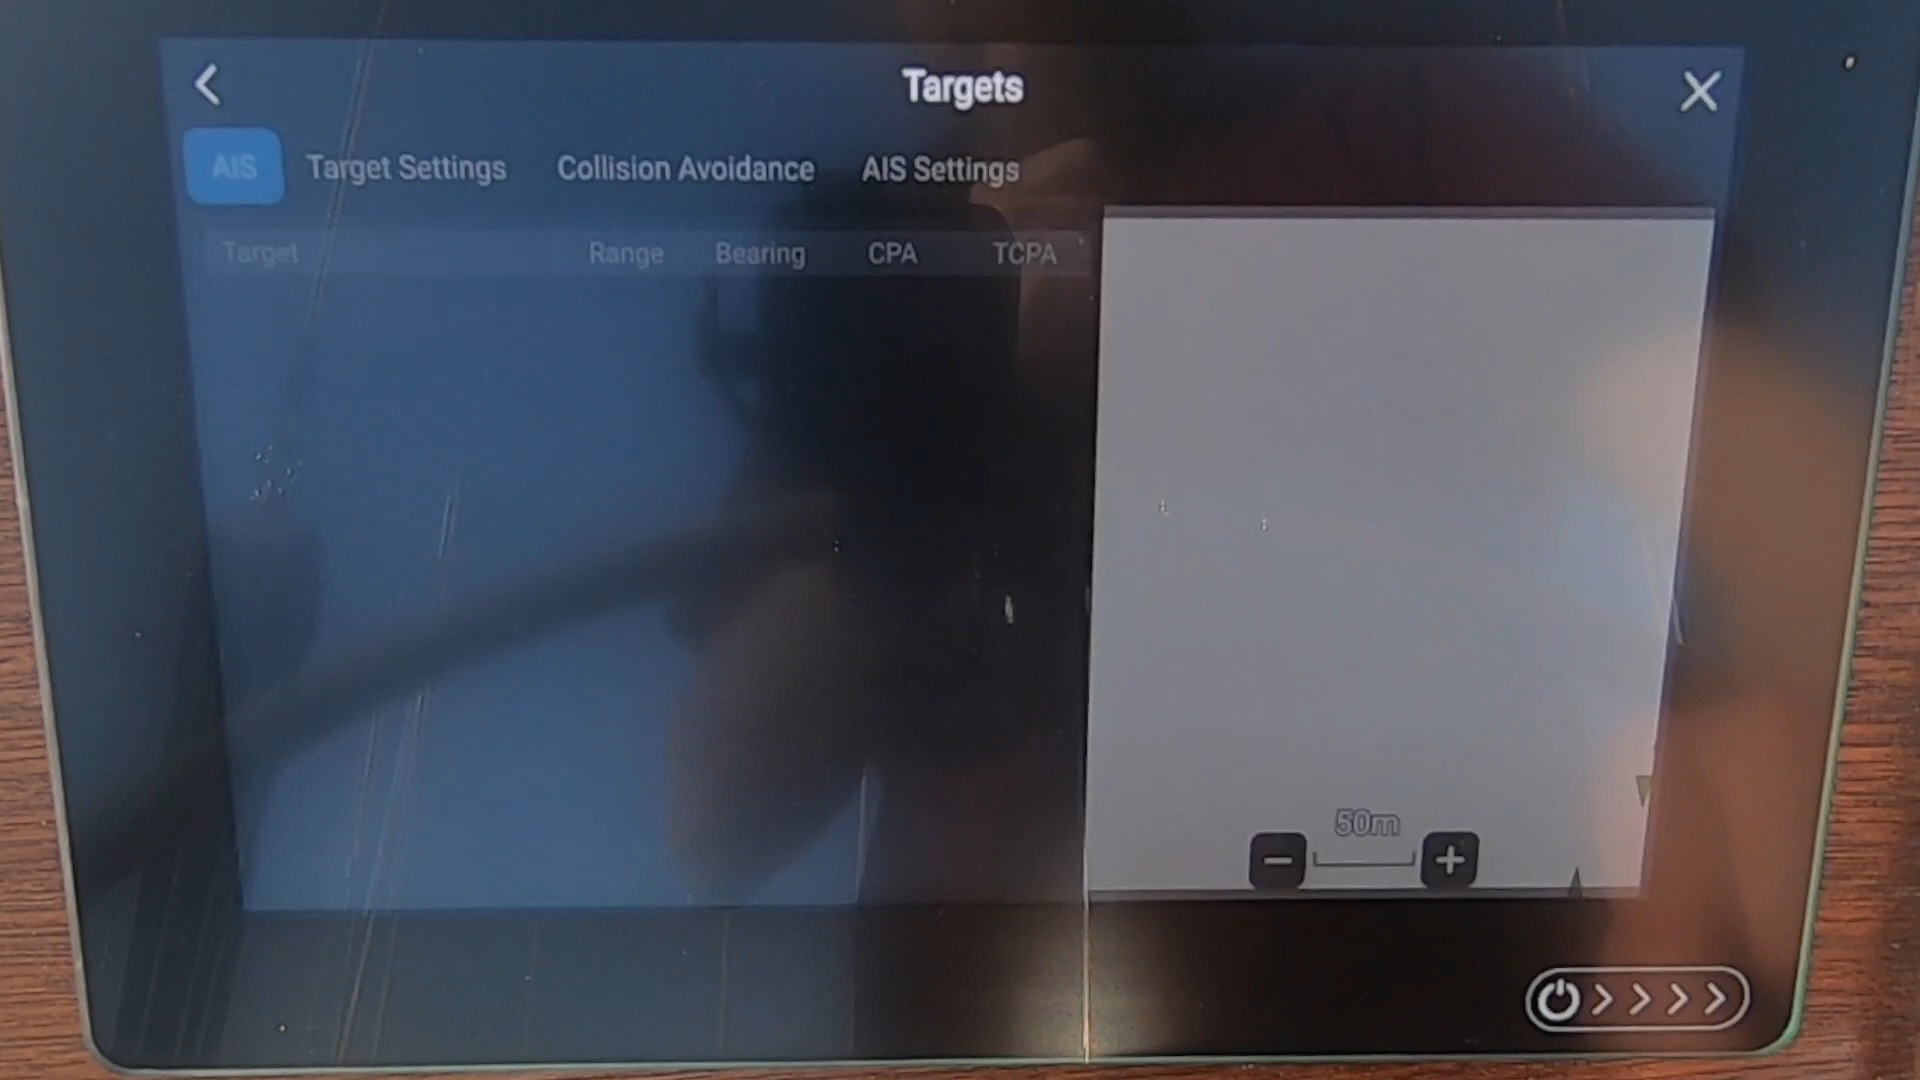 Targets
AIS Target Settings Collision Avoidance AIS Settings
Target Range Bearing CPA TCPA
50m